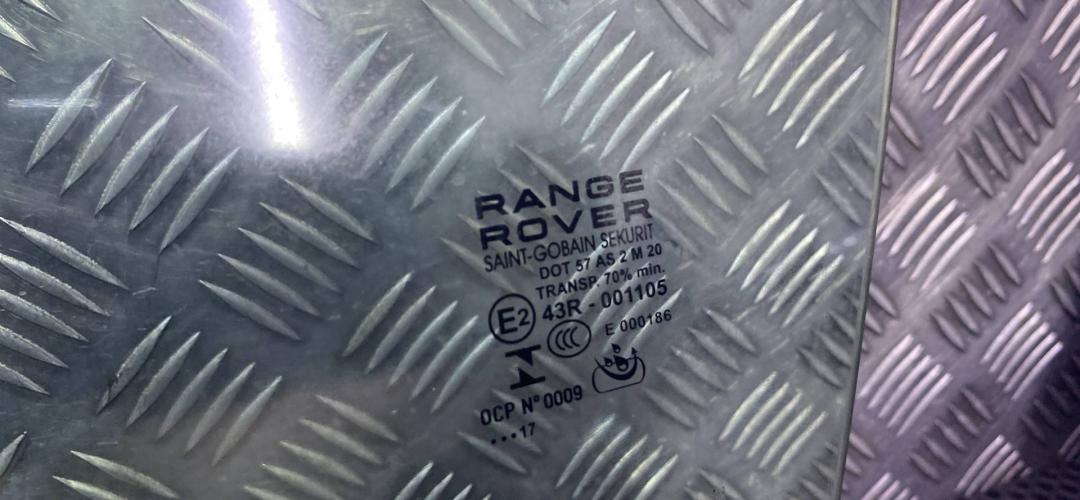 RANGE
ROVER
SAINT-GOBAIN SEKURIT
DOT 57 AS 2 M 20
TRANSP. 70% min.
E2 43R - 001105
CCC E 000186
OCP N° 0009
•••17